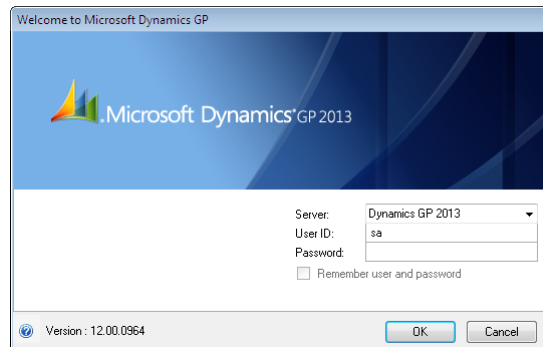 Welcome to Microsoft Dynamics GP
Microsoft Dynamics® GP 2013
Server: Dynamics GP 2013
User ID: sa
Password:
Remember user and password
Version : 12.00.0964
OK Cancel